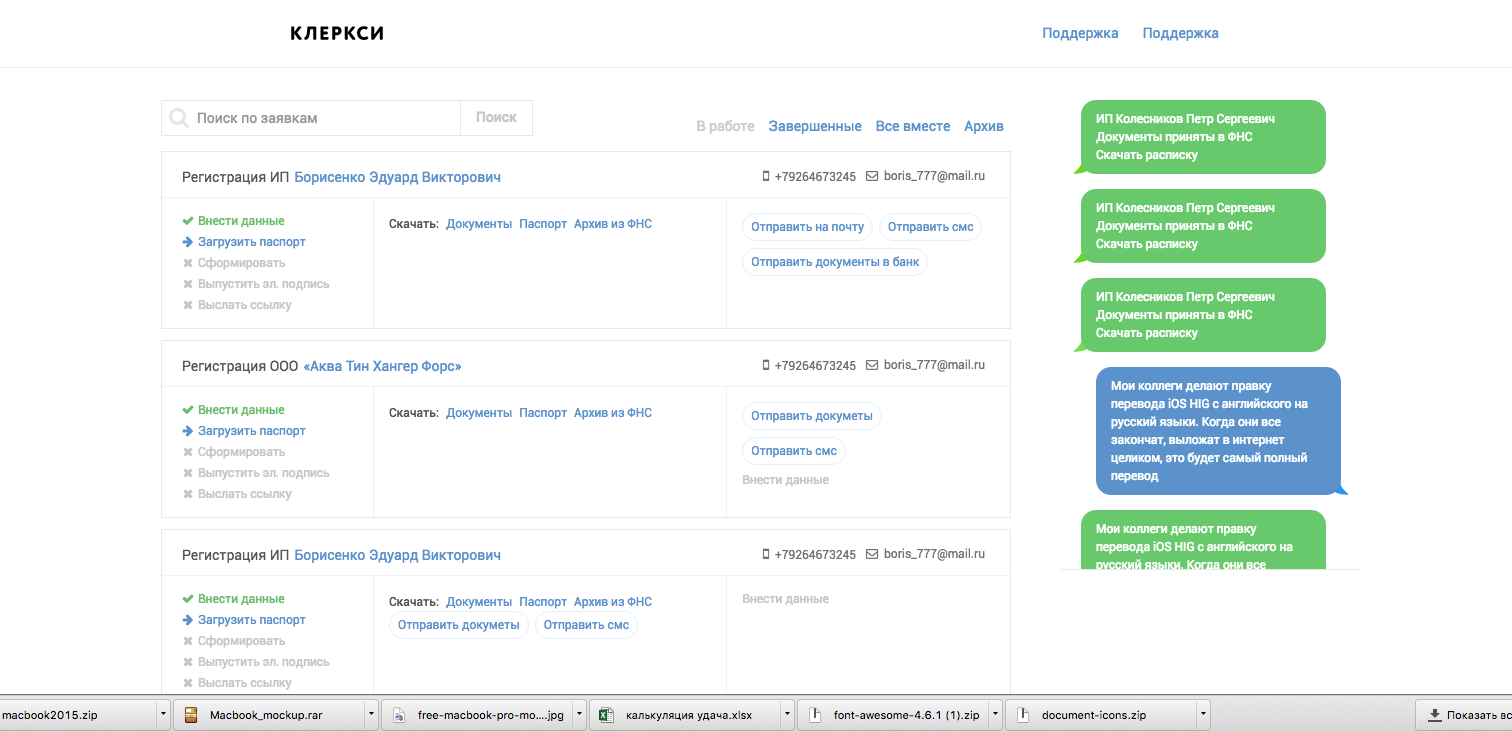 КЛЕРКСИ
Поддержка
Поддержка
Поиск по заявкам
Поиск
В работе
Завершенные
Все вместе
Архив
Регистрация ИП Борисенко Эдуард Викторович
+79264673245
boris_777@mail.ru
Внести данные
Загрузить паспорт
Сформировать
Выпустить эл. подпись
Выслать ссылку
Скачать: Документы Паспорт Архив из ФНС
Отправить на почту
Отправить смс
Отправить документы в банк
Регистрация ООО «Аква Тин Хангер Форс»
+79264673245
boris_777@mail.ru
Внести данные
Загрузить паспорт
Сформировать
Выпустить эл. подпись
Выслать ссылку
Скачать: Документы Паспорт Архив из ФНС
Отправить докуметы
Отправить смс
Внести данные
Регистрация ИП Борисенко Эдуард Викторович
+79264673245
boris_777@mail.ru
Внести данные
Загрузить паспорт
Сформировать
Выпустить эл. подпись
Выслать ссылку
Скачать: Документы Паспорт Архив из ФНС
Отправить докуметы
Отправить смс
Внести данные
ИП Колесников Петр Сергеевич
Документы приняты в ФНС
Скачать расписку
ИП Колесников Петр Сергеевич
Документы приняты в ФНС
Скачать расписку
ИП Колесников Петр Сергеевич
Документы приняты в ФНС
Скачать расписку
Мои коллеги делают правку
перевода iOS HIG с английского на
русский языки. Когда они все
закончат, выложат в интернет
целиком, это будет самый полный
перевод
Мои коллеги делают правку
перевода iOS HIG с английского на
русский языки. Когда они все
macbook2015.zip
Macbook_mockup.rar
free-macbook-pro-mo....jpg
калькуляция удача.xlsx
font-awesome-4.6.1 (1).zip
document-icons.zip
Показать вс